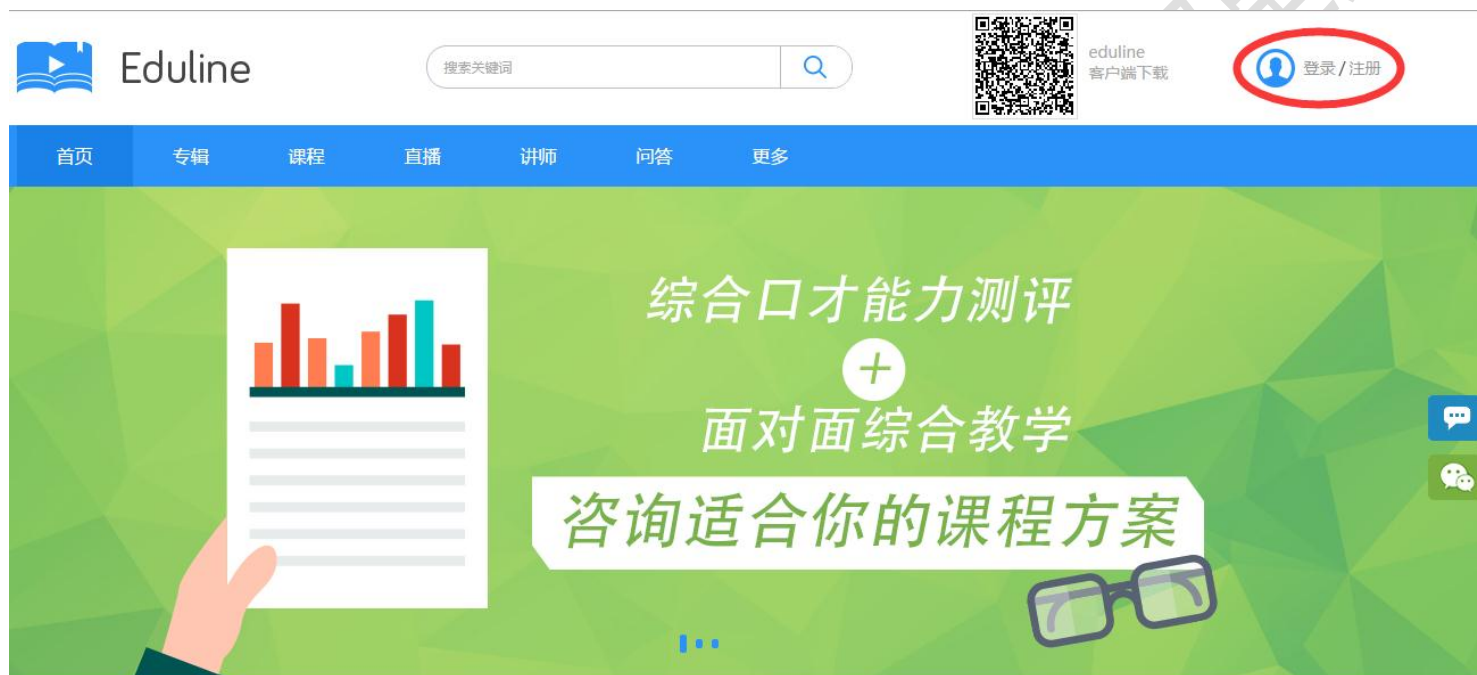 Eduline
搜索关键词
eduline
客户端下载
登录/注册
首页 专辑 课程 直播 讲师 问答 更多
综合口才能力测评
+
面对面综合教学
咨询适合你的课程方案